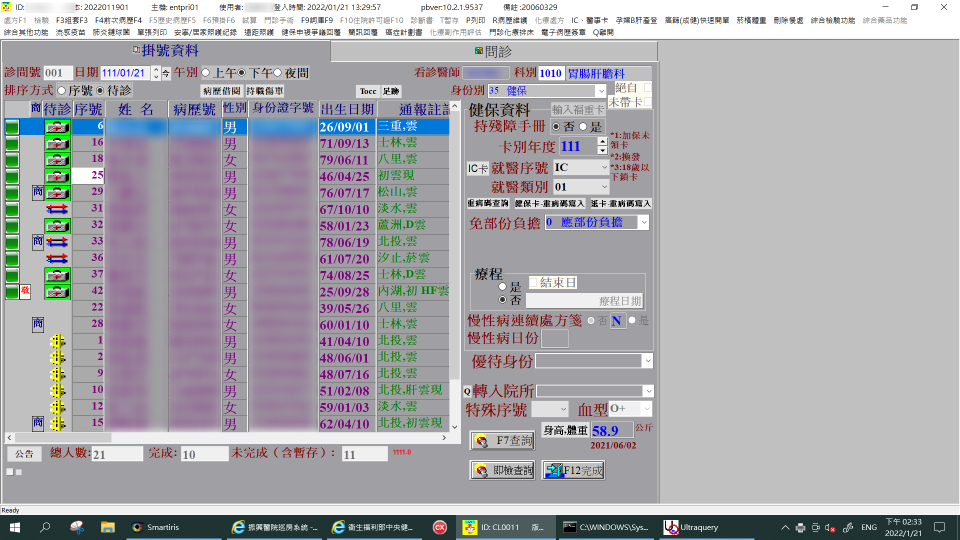 ID: 版本: 2022011901 主機: entpri01 使用者: 登入時間: 2022/01/21 13:29:57 pbver:10.2.1.9537 備註:20060329
處方F1 檢驗 F3組套F3 F4前次病歷F4 F5歷史病歷F5 F6預後F6 試算 門診手術 F9詞庫F9 F10住院許可證F10 診斷書 T暫存 P列印 R病歷維護 化療處方 IC、醫事卡 孕婦B肝產登 癌篩(戒健)快速開單 菸檳體重 刪除餐處 綜合檢驗功能 綜合藥品功能
綜合其他功能 流感疫苗 肺炎鏈球菌 單張列印 安寧/居家照護紀錄 遠距照護 健保申複爭議回覆 簡訊回覆 癌症計劃書 化療副作用評估 門診化療排床 電子病歷簽章 Q離開
掛號資料 問診
診間號 001 日期 111/01/21 今 午別 上午 下午 夜間 看診醫師 科別 1010 胃腸肝膽科
排序方式 序號 待診 病歷借閱 持職傷單 Tocc 足跡 身份別 35 健保 絕自
未帶卡
商 待診 序號 姓 名 病歷號 性別 身份證字號 出生日期 通報註記
6 男 26/09/01 三重,雲
16 男 71/09/13 士林,雲
18 女 79/06/11 八里,雲
25 男 46/04/25 初雲現
商 29 男 76/07/17 松山,雲
31 女 67/10/10 淡水,雲
32 女 58/01/23 蘆洲,D雲
商 33 男 78/06/19 北投,雲
36 男 61/07/20 汐止,菸雲
37 女 74/08/25 士林,D雲
42 男 25/09/28 內湖,初 HF雲
22 女 39/05/26 八里,雲
商 28 女 60/01/10 士林,雲
1 男 41/04/10 北投,雲
2 男 48/06/01 北投,雲
9 女 48/07/16 北投,雲
10 男 51/02/08 北投,肝雲現
12 女 59/01/03 淡水,雲
商 15 男 62/04/10 北投,初雲現
公告 總人數: 21 完成: 10 未完成（含暫存）: 11 1111-0
健保資料 輸入福重卡
持殘障手冊 否 是
卡別年度 111
*1:加保未領卡
*2:換發
*3:18歲以下鎖卡
IC卡 就醫序號 IC
就醫類別 01
重病碼查詢 健保卡-重病碼寫入 紙卡-重病碼寫入
免部份負擔 0 應部份負擔
療程 是 結束日
否 療程日期
慢性病連續處方箋 否 N 是
慢性病日份
優待身份
Q 轉入院所
特殊序號 血型 O+
F7查詢 身高.體重 58.9 公斤
2021/06/02
即檢查詢 F12完成
Ready
Smartiris 振興醫院巡房系統 -... 衛生福利部中央健... ID: CL0011 版... C:\WINDOWS\Sys... Ultraquery ENG 下午 02:33
2022/1/21